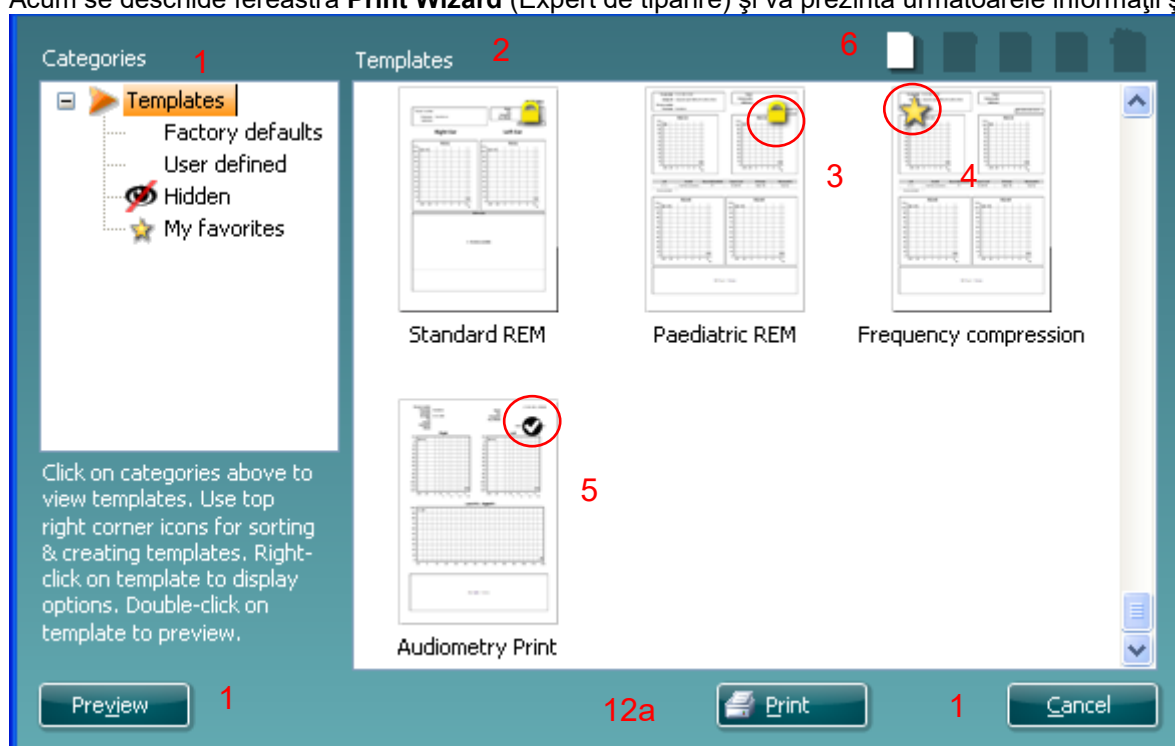 Acum se deschide fereastra Print Wizard (Expert de tipărire) şi vă prezintă următoarele informaţii ş
Categories 1
Templates 2
6
Templates
Factory defaults
User defined
Hidden
My favorites
3
4
Standard REM
Paediatric REM
Frequency compression
5
Audiometry Print
Click on categories above to
view templates. Use top
right corner icons for sorting
& creating templates. Right-
click on template to display
options. Double-click on
template to preview.
Preview 1
12a Print
1 Cancel